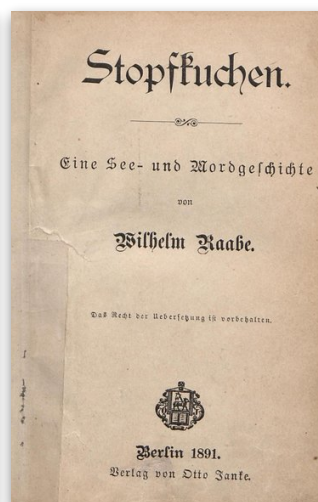 Stopfkuchen.
Eine See- und Mordgeschichte
von
Wilhelm Raabe.
Das Recht der Uebersetzung ist vorbehalten.
Berlin 1891.
Verlag von Otto Janke.